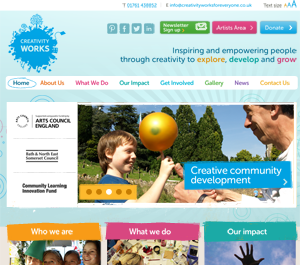 T 01761 438852 E info@creativityworksforeveryone.co.uk
Text size AAA
CREATIVITY
WORKS
Newsletter
Sign up
Artists Area
Donate
Inspiring and empowering people
through creativity to explore, develop and grow
Home About Us What We Do Our Impact Get Involved Gallery News Contact Us
ARTS COUNCIL
ENGLAND
Bath & North East
Somerset Council
Community Learning
Innovation Fund
Creative community
development
Who we are What we do Our impact